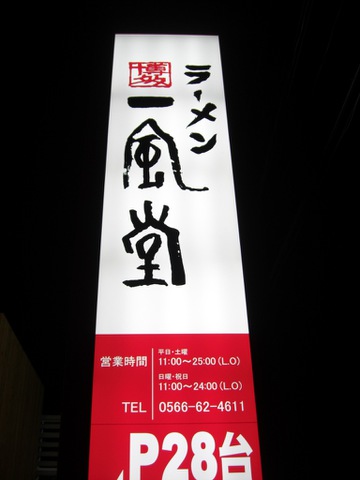 ラーメン
博多
一風堂
営業時間
平日・土曜
11:00〜25:00(L.O)
日曜・祝日
11:00〜24:00(L.O)
TEL 0566-62-4611
P28台